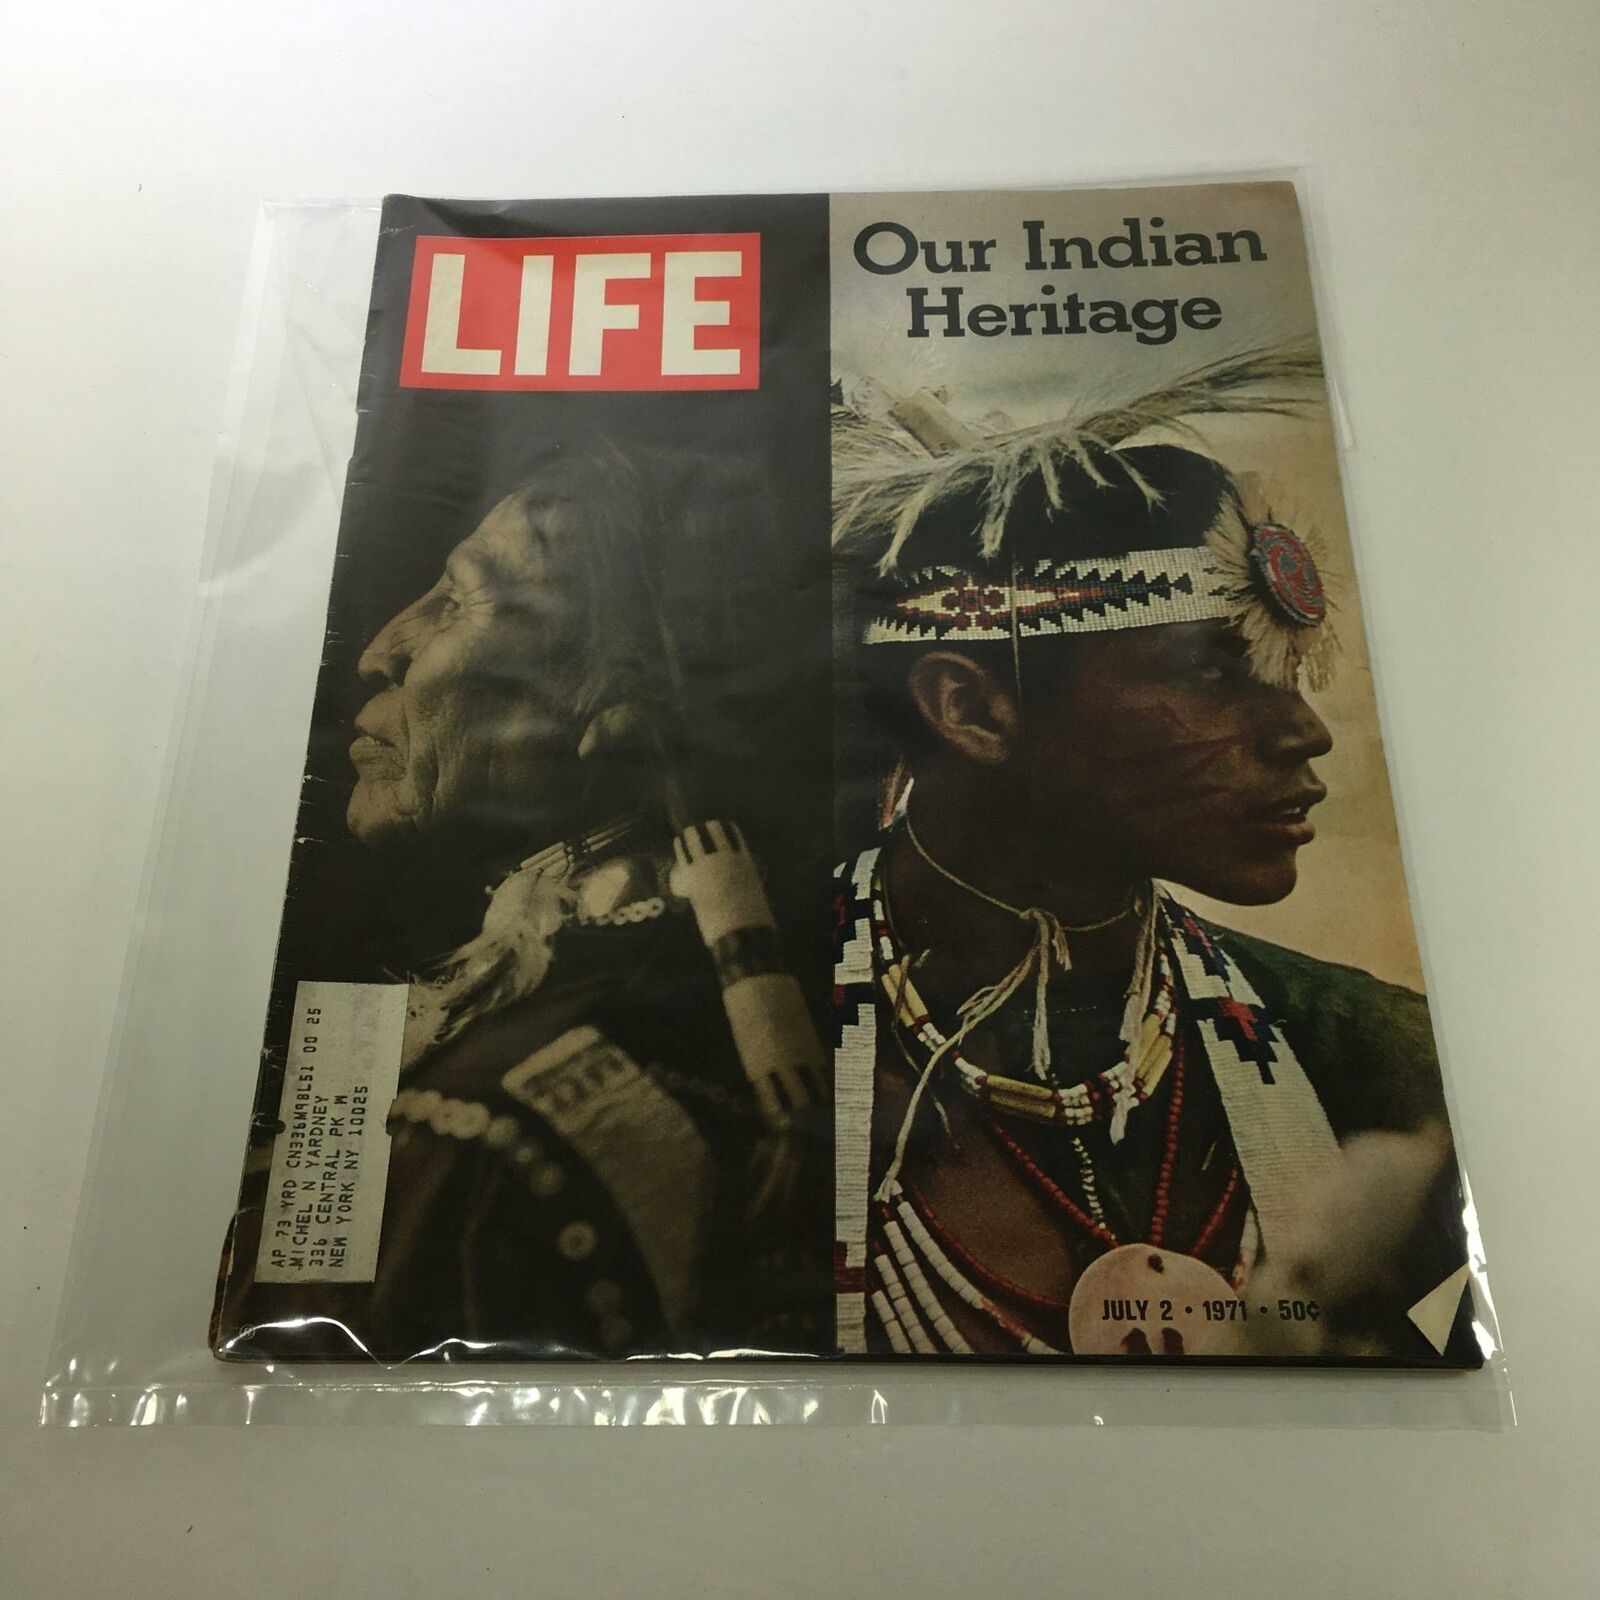 LIFE
Our Indian
Heritage
AP 73 YRD CN336M98L51 00 25
MICHEL N YARDNEY
336 CENTRAL PK W
NEW YORK NY 10025
JULY 2 • 1971 • 50¢
®